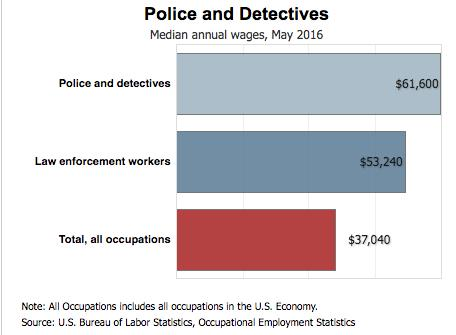 Police and Detectives
Median annual wages, May 2016
Police and detectives
$61,600
Law enforcement workers
$53,240
Total, all occupations
$37,040
Note: All Occupations includes all occupations in the U.S. Economy.
Source: U.S. Bureau of Labor Statistics, Occupational Employment Statistics